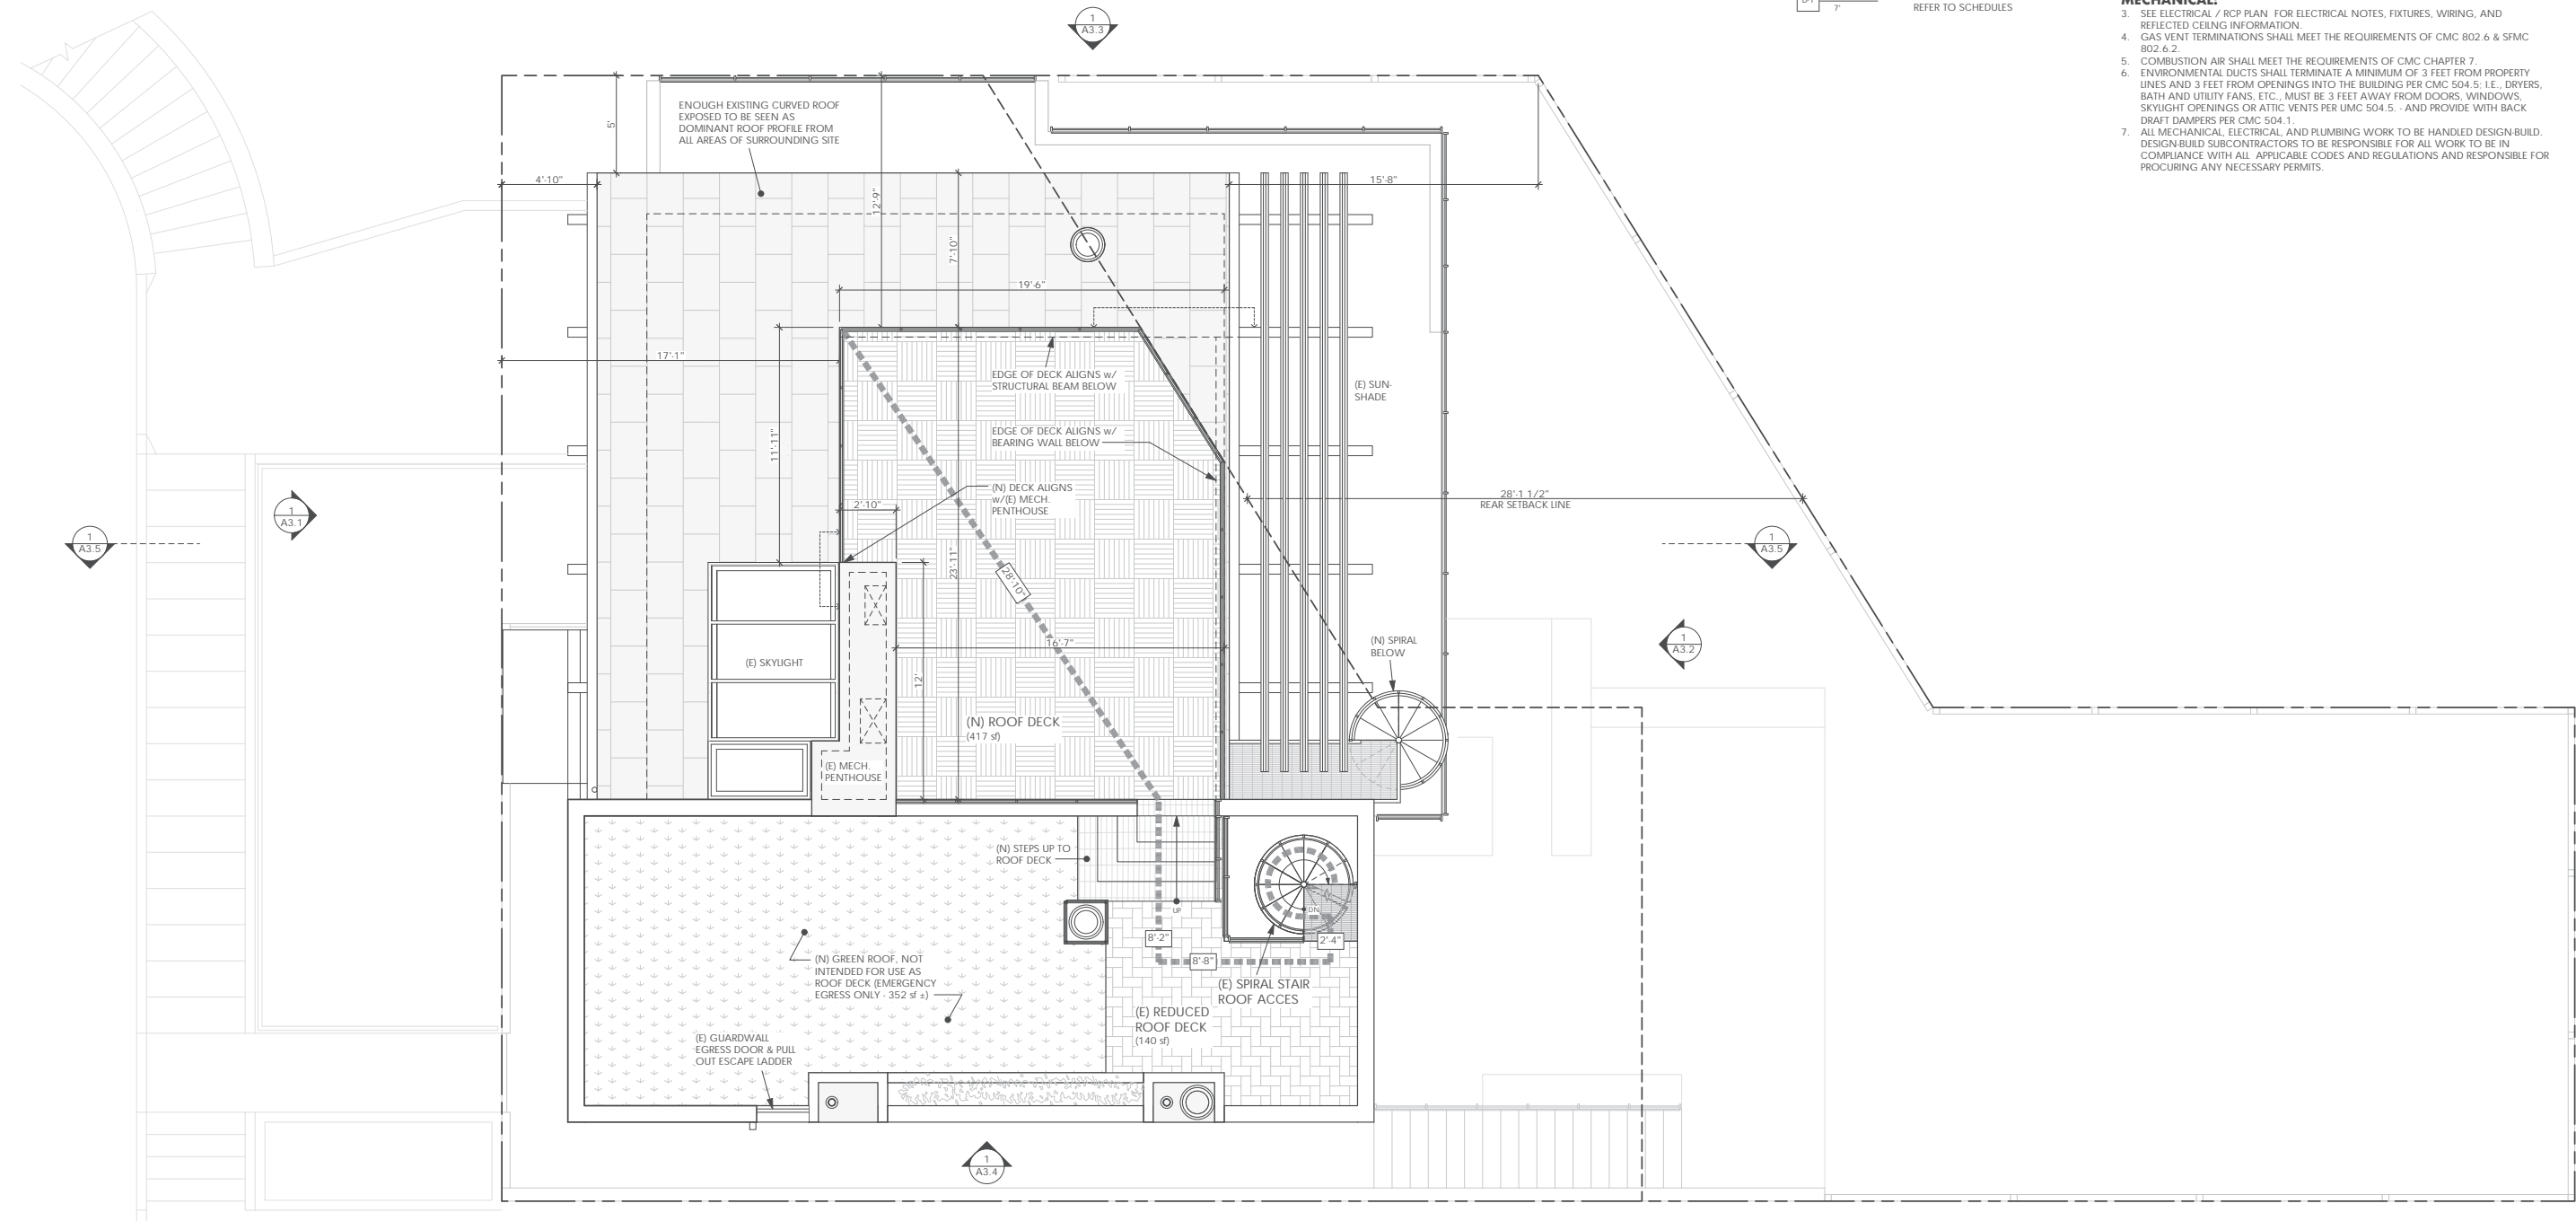 1
A3.3
7'
REFER TO SCHEDULES
MECHANICAL:
3. SEE ELECTRICAL / RCP PLAN FOR ELECTRICAL NOTES, FIXTURES, WIRING, AND
REFLECTED CEILNG INFORMATION.
4. GAS VENT TERMINATIONS SHALL MEET THE REQUIREMENTS OF CMC 802.6 & SFMC
802.6.2.
5. COMBUSTION AIR SHALL MEET THE REQUIREMENTS OF CMC CHAPTER 7.
6. ENVIRONMENTAL DUCTS SHALL TERMINATE A MINIMUM OF 3 FEET FROM PROPERTY
LINES AND 3 FEET FROM OPENINGS INTO THE BUILDING PER CMC 504.5; I.E., DRYERS,
BATH AND UTILITY FANS, ETC., MUST BE 3 FEET AWAY FROM DOORS, WINDOWS,
SKYLIGHT OPENINGS OR ATTIC VENTS PER UMC 504.5. - AND PROVIDE WITH BACK
DRAFT DAMPERS PER CMC 504.1.
7. ALL MECHANICAL, ELECTRICAL, AND PLUMBING WORK TO BE HANDLED DESIGN-BUILD.
DESIGN-BUILD SUBCONTRACTORS TO BE RESPONSIBLE FOR ALL WORK TO BE IN
COMPLIANCE WITH ALL APPLICABLE CODES AND REGULATIONS AND RESPONSIBLE FOR
PROCURING ANY NECESSARY PERMITS.
ENOUGH EXISTING CURVED ROOF
EXPOSED TO BE SEEN AS
DOMINANT ROOF PROFILE FROM
ALL AREAS OF SURROUNDING SITE
5'
4'-10"
15'-8"
12'-9"
7'-10"
19'-6"
17'-1"
EDGE OF DECK ALIGNS w/
STRUCTURAL BEAM BELOW
(E) SUN-
SHADE
EDGE OF DECK ALIGNS w/
BEARING WALL BELOW
11'-11"
(N) DECK ALIGNS
w/(E) MECH.
PENTHOUSE
2'-10"
28'-1 1/2"
REAR SETBACK LINE
1
A3.1
1
A3.5
1
A3.5
23'-11"
28'-10"
16'-7"
(N) SPIRAL
BELOW
1
A3.2
(E) SKYLIGHT
12'
(N) ROOF DECK
(417 sf)
(E) MECH.
PENTHOUSE
(N) STEPS UP TO
ROOF DECK
UP
DN
8'-2"
2'-4"
8'-8"
(N) GREEN ROOF, NOT
INTENDED FOR USE AS
ROOF DECK (EMERGENCY
EGRESS ONLY - 352 sf ±)
(E) SPIRAL STAIR
ROOF ACCES
(E) REDUCED
ROOF DECK
(140 sf)
(E) GUARDWALL
EGRESS DOOR & PULL
OUT ESCAPE LADDER
1
A3.4